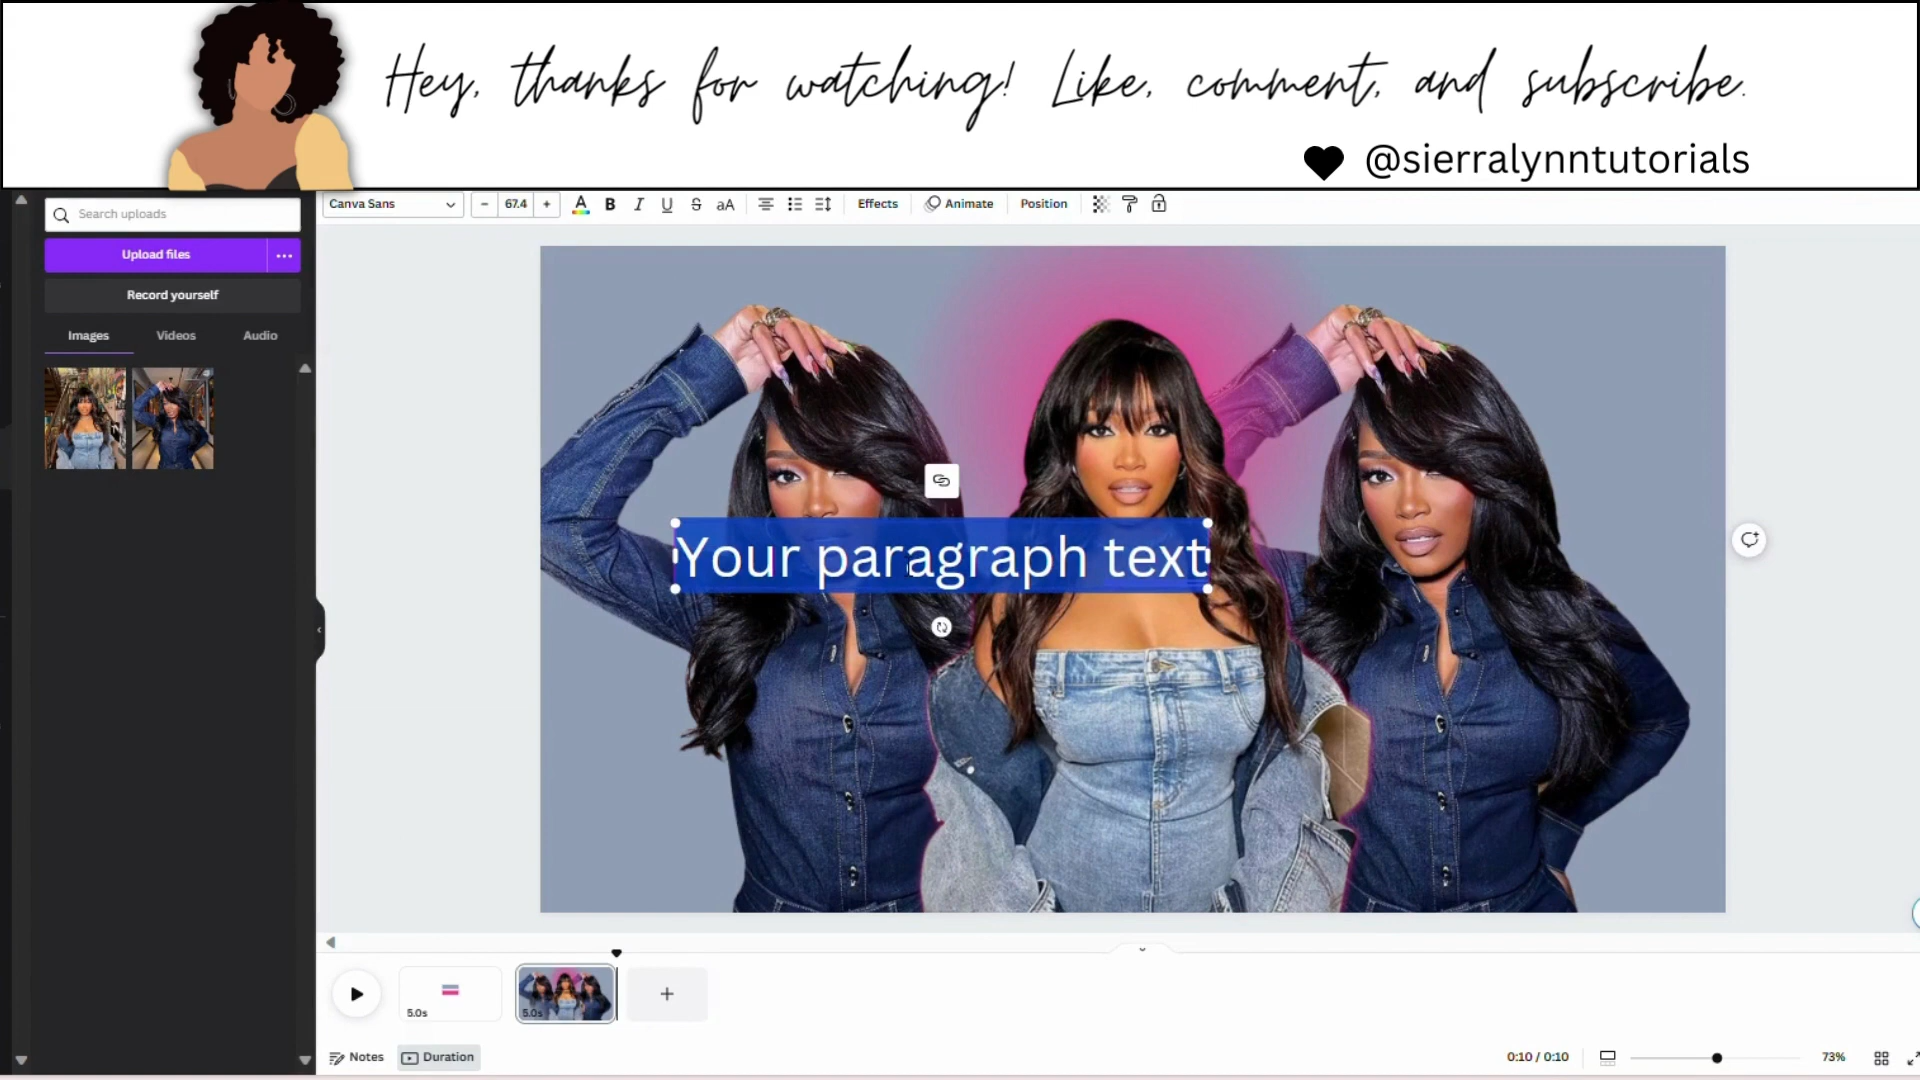 Hey, thanks for watching! Like, comment, and subscribe.
@sierralynntutorials
Search uploads
Upload files
Record yourself
Images Videos Audio
Canva Sans - 67.4 + A B I U S aA Effects Animate Position
Your paragraph text
5.0s 5.0s +
Notes Duration 0:10 / 0:10 73%